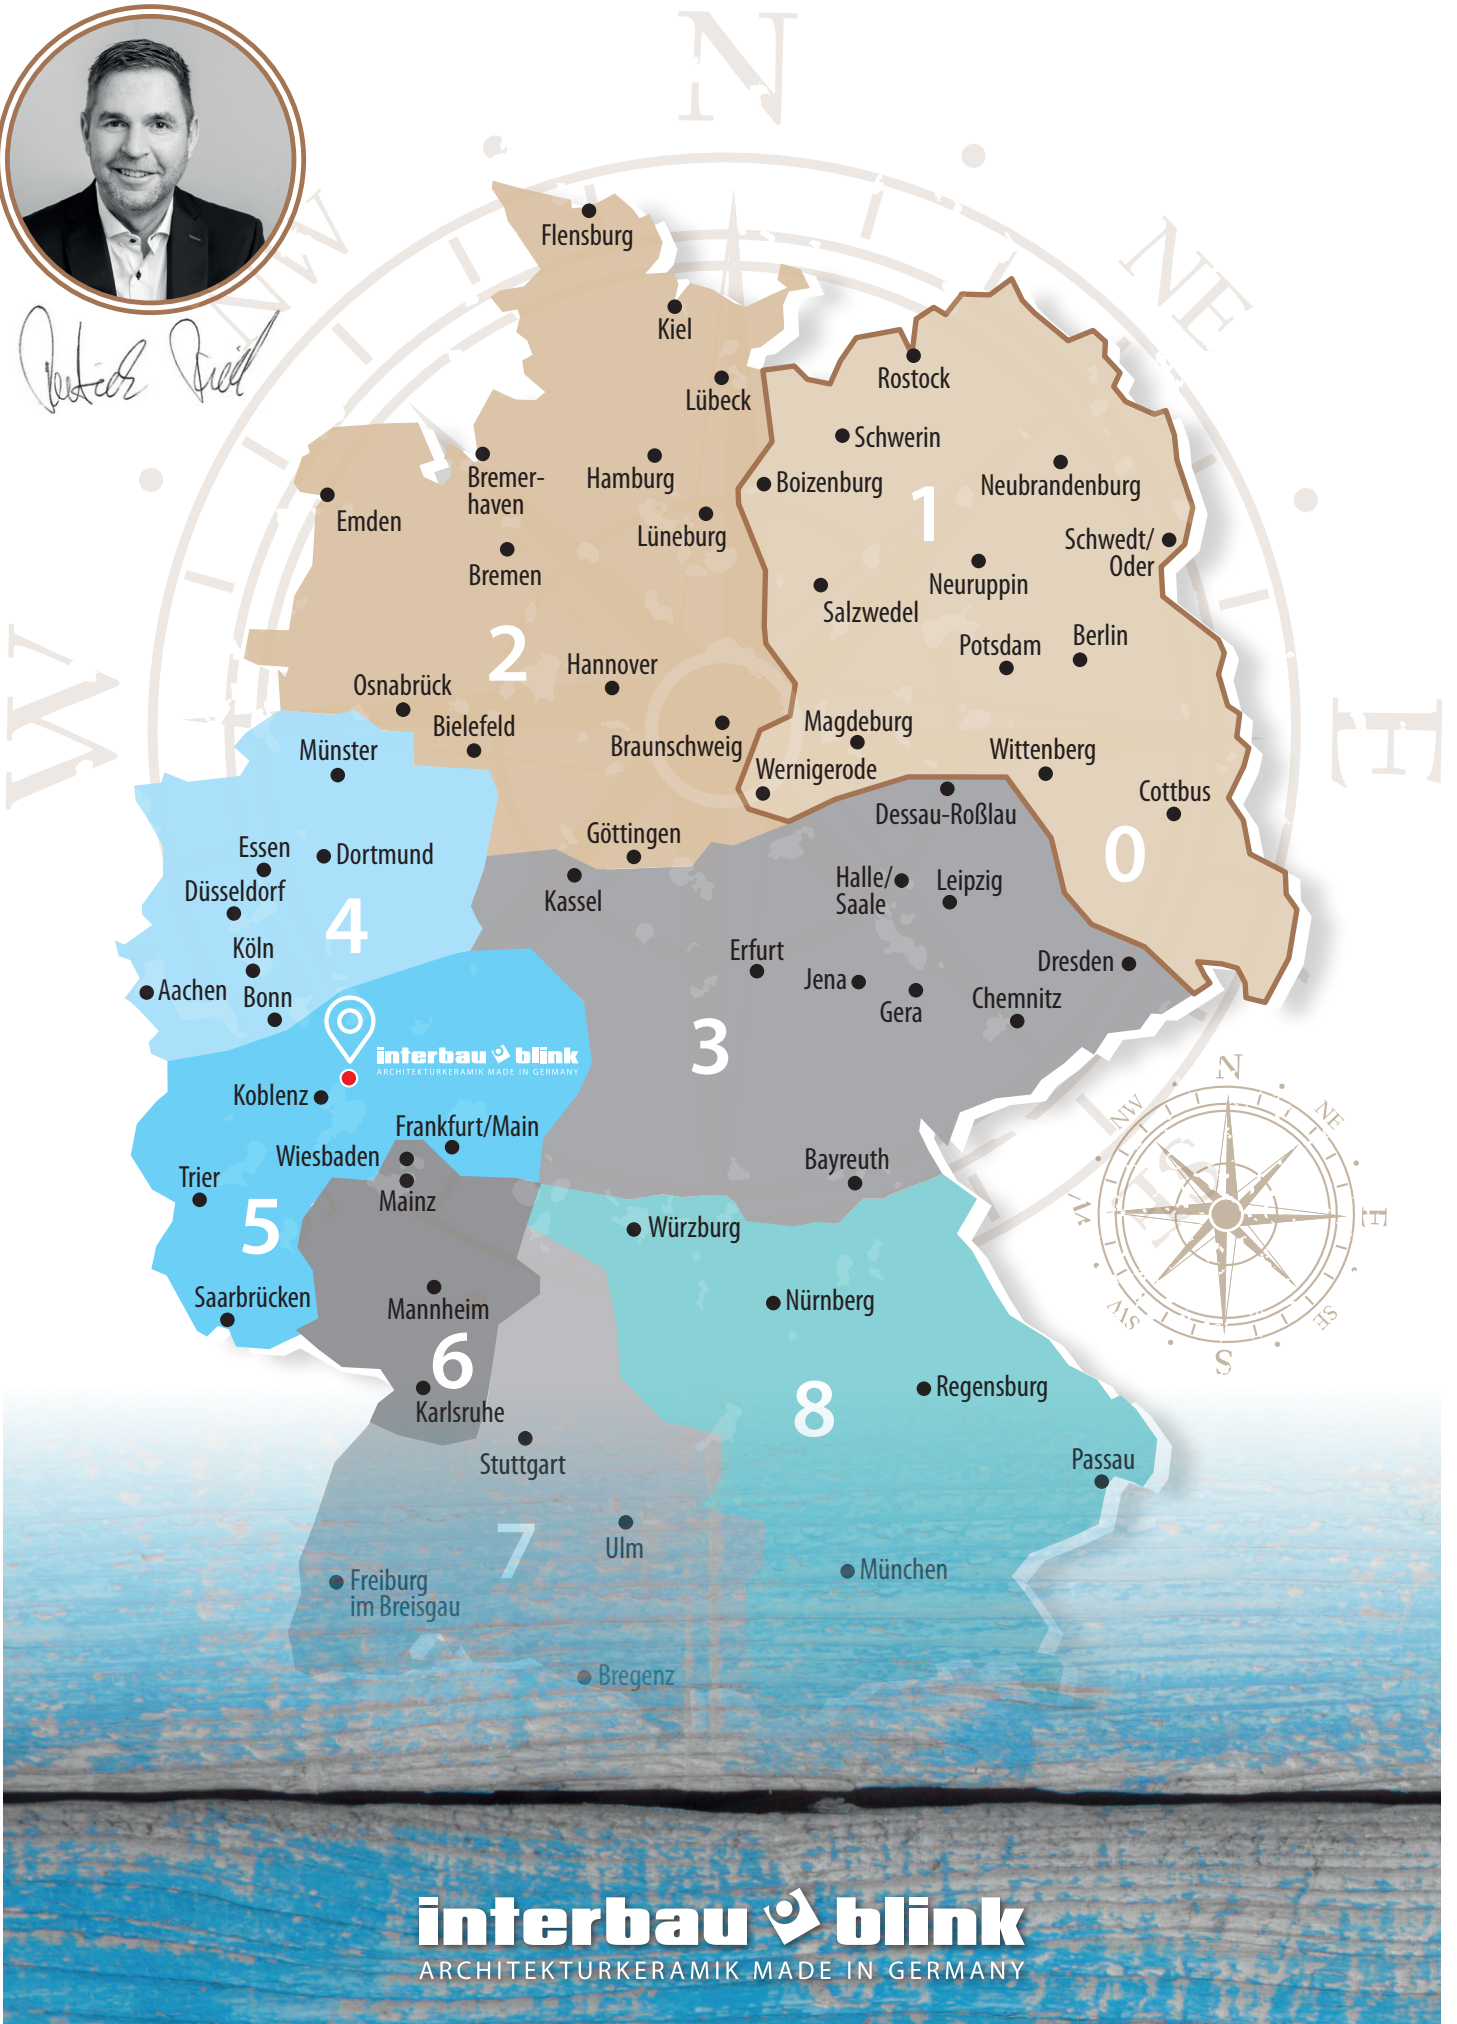 N
NW
NE
W
E
Flensburg
Kiel
Lübeck
Rostock
Schwerin
Boizenburg
Neubrandenburg
1
Bremer-
haven
Hamburg
Emden
Lüneburg
Bremen
Schwedt/
Oder
Neuruppin
Salzwedel
Potsdam
Berlin
2
Hannover
Osnabrück
Bielefeld
Braunschweig
Magdeburg
Wernigerode
Wittenberg
Münster
Dessau-Roßlau
Cottbus
0
Göttingen
Essen
Dortmund
Düsseldorf
4
Kassel
Halle/
Saale
Leipzig
Köln
Aachen
Bonn
Erfurt
Jena
Gera
Dresden
Chemnitz
3
interbau blink
ARCHITEKTURKERAMIK MADE IN GERMANY
Koblenz
Frankfurt/Main
Wiesbaden
Mainz
Trier
5
Bayreuth
Würzburg
Saarbrücken
Mannheim
Nürnberg
6
Karlsruhe
8
Regensburg
Stuttgart
Passau
7
Ulm
München
Freiburg
im Breisgau
Bregenz
N
NW
NE
W
E
SW
SE
S
interbau blink
ARCHITEKTURKERAMIK MADE IN GERMANY